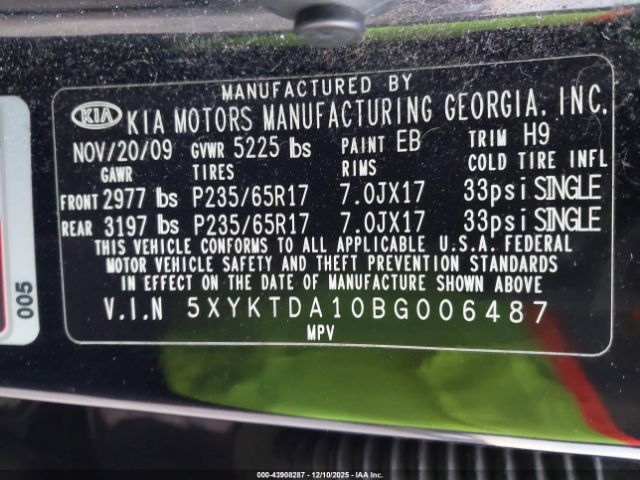 MANUFACTURED BY
KIA KIA MOTORS MANUFACTURING GEORGIA, INC.
NOV/20/09 GVWR 5225 lbs PAINT EB TRIM H9
GAWR TIRES RIMS COLD TIRE INFL
FRONT 2977 lbs P235/65R17 7.0JX17 33psi SINGLE
REAR 3197 lbs P235/65R17 7.0JX17 33psi SINGLE
THIS VEHICLE CONFORMS TO ALL APPLICABLE U.S.A. FEDERAL
MOTOR VEHICLE SAFETY AND THEFT PREVENTION STANDARDS
IN EFFECT ON THE DATE OF MANUFACTURE SHOWN ABOVE
V.I.N 5XYKTDA10BG006487
MPV
005
000-43908287 - 12/10/2025 - IAA Inc.